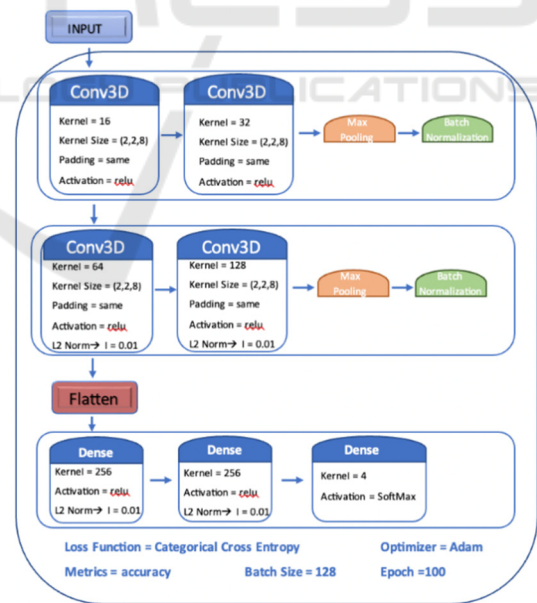 INPUT
Conv3D
Kernel = 16
Kernel Size = (2,2,8)
Padding = same
Activation = relu
Conv3D
Kernel = 32
Kernel Size = (2,2,8)
Padding = same
Activation = relu
Max
Pooling
Batch
Normalization
Conv3D
Kernel = 64
Kernel Size = (2,2,8)
Padding = same
Activation = relu
L2 Norm→ l = 0.01
Conv3D
Kernel = 128
Kernel Size = (2,2,8)
Padding = same
Activation = relu
L2 Norm→ l = 0.01
Max
Pooling
Batch
Normalization
Flatten
Dense
Kernel = 256
Activation = relu
L2 Norm→ l = 0.01
Dense
Kernel = 256
Activation = relu
L2 Norm→ l = 0.01
Dense
Kernel = 4
Activation = SoftMax
Loss Function = Categorical Cross Entropy
Optimizer = Adam
Metrics = accuracy
Batch Size = 128
Epoch =100